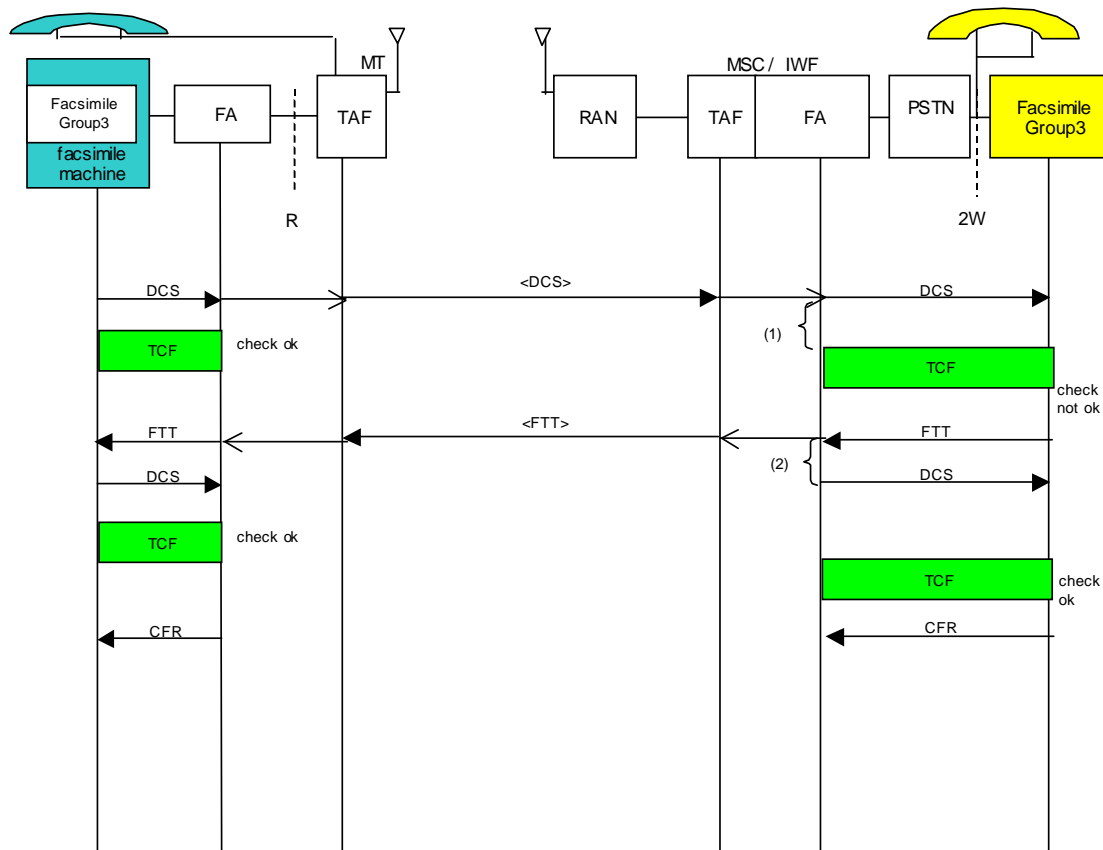 MT
MSC / IWF
Facsimile
Group3
facsimile
machine
FA
TAF
RAN
TAF
FA
PSTN
Facsimile
Group3
R
2W
DCS
<DCS>
DCS
(1)
TCF
check ok
TCF
check
not ok
FTT
<FTT>
FTT
(2)
DCS
DCS
TCF
check ok
TCF
check
ok
CFR
CFR